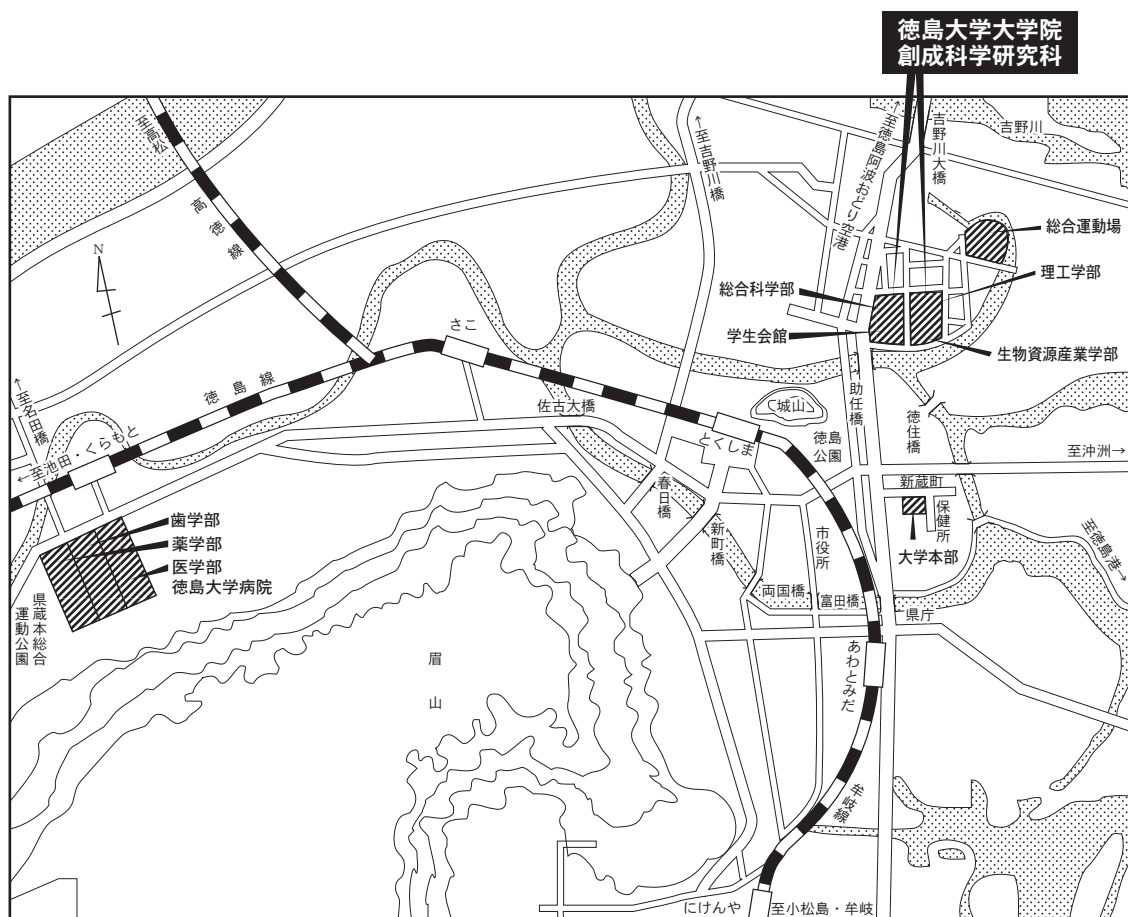 徳島大学大学院
創成科学研究科
至高松
高徳線
N
↑至吉野川橋
↑至徳島阿波おどり空港
吉野川大橋
吉野川
総合運動場
理工学部
総合科学部
学生会館
生物資源産業学部
さこ
徳島線
↑至名田橋
←至池田・くらもと
佐古大橋
城山
とくしま
徳島
公園
助任橋
徳住橋
至沖洲→
新蔵町
保健所
大学本部
至徳島港→
春日橋
新町橋
市役所
両国橋
富田橋
県庁
歯学部
薬学部
医学部
徳島大学病院
県蔵本総合
運動公園
眉山
あわとみだ
牟岐線
にけんや
至小松島・牟岐